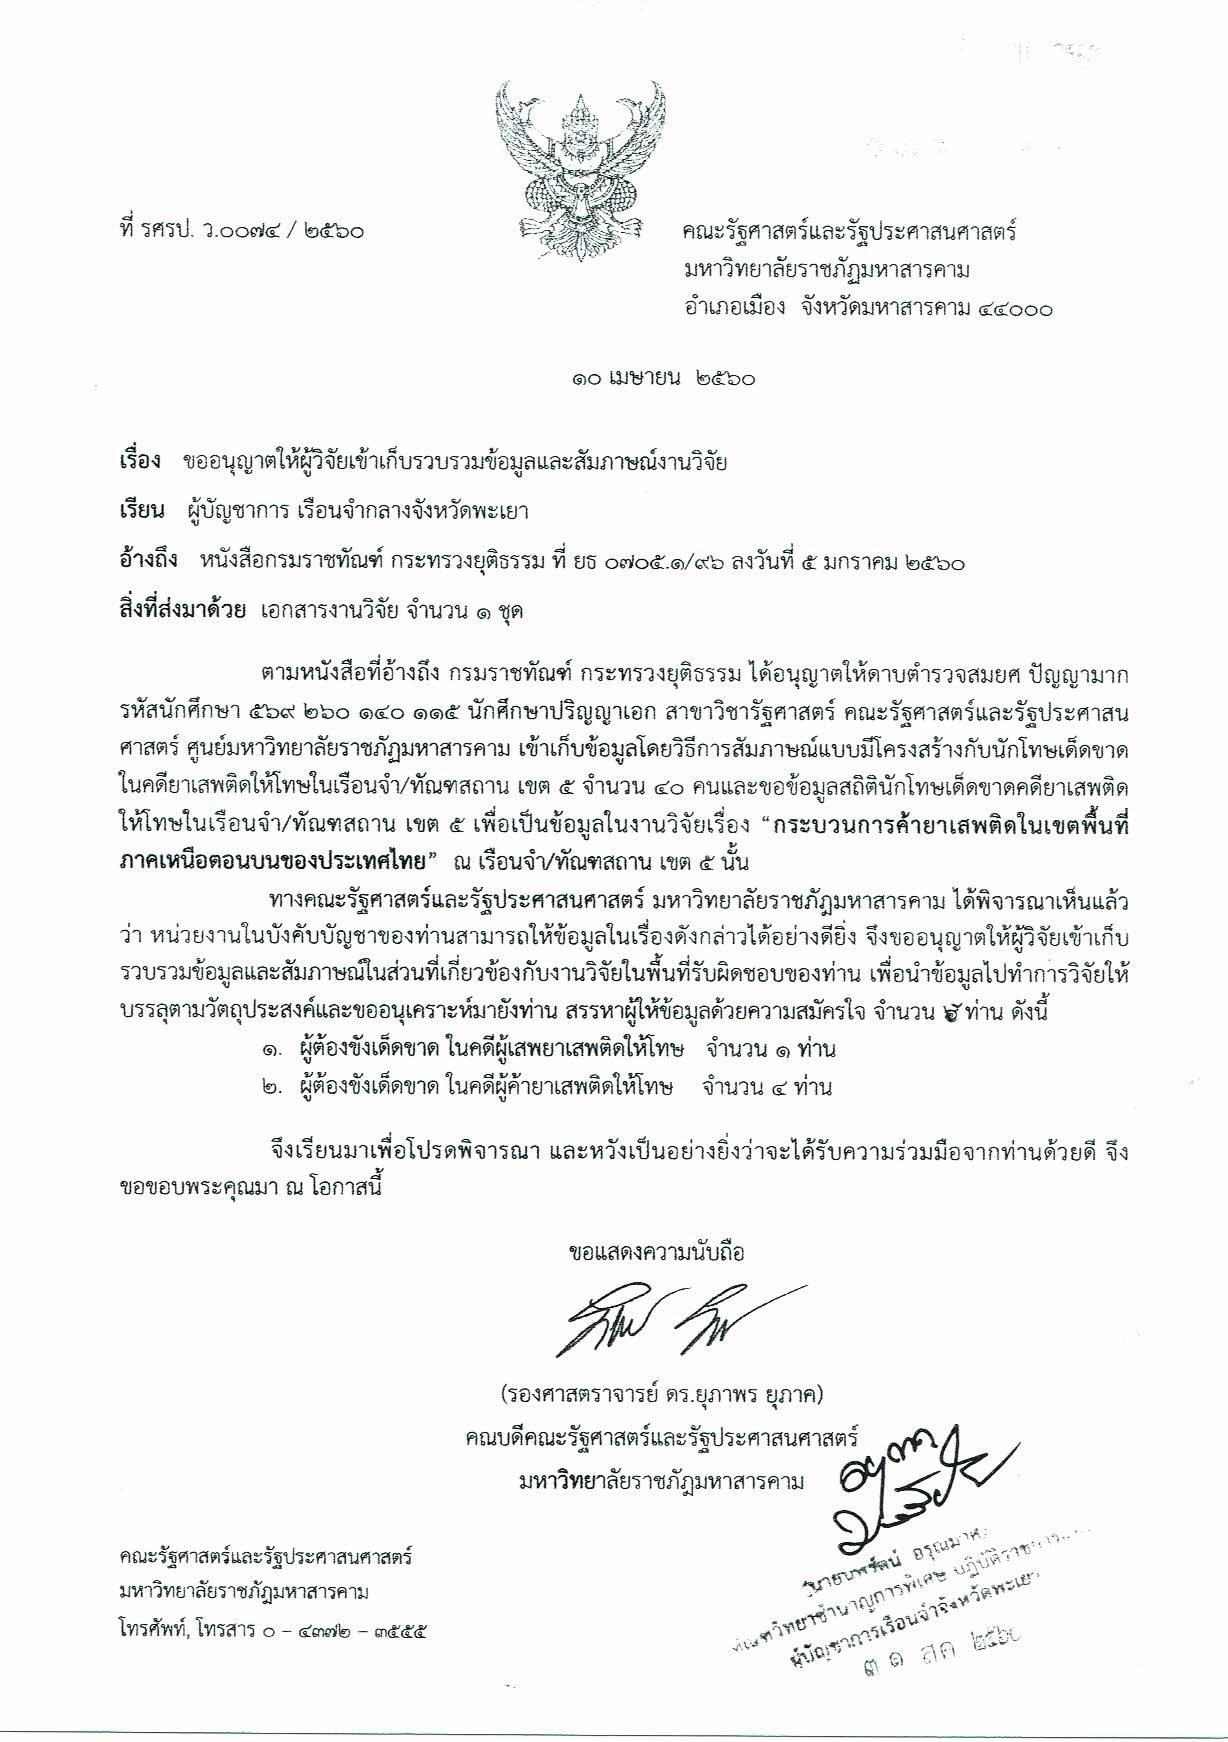 ที่ รศรป. ว.๐๐๗๔ / ๒๕๖๐
คณะรัฐศาสตร์และรัฐประศาสนศาสตร์
มหาวิทยาลัยราชภัฏมหาสารคาม
อำเภอเมือง จังหวัดมหาสารคาม ๔๔๐๐๐
๑๐ เมษายน ๒๕๖๐
เรื่อง ขออนุญาตให้ผู้วิจัยเข้าเก็บรวบรวมข้อมูลและสัมภาษณ์งานวิจัย
เรียน ผู้บัญชาการ เรือนจำกลางจังหวัดพะเยา
อ้างถึง หนังสือกรมราชทัณฑ์ กระทรวงยุติธรรม ที่ ยธ ๐๗๐๕.๑/๙๖ ลงวันที่ ๕ มกราคม ๒๕๖๐
สิ่งที่ส่งมาด้วย เอกสารงานวิจัย จำนวน ๑ ชุด
ตามหนังสือที่อ้างถึง กรมราชทัณฑ์ กระทรวงยุติธรรม ได้อนุญาตให้ดาบตำรวจสมยศ ปัญญามาก
รหัสนักศึกษา ๕๖๙ ๒๖๐ ๑๔๐ ๑๑๕ นักศึกษาปริญญาเอก สาขาวิชารัฐศาสตร์ คณะรัฐศาสตร์และรัฐประศาสน
ศาสตร์ ศูนย์มหาวิทยาลัยราชภัฏมหาสารคาม เข้าเก็บข้อมูลโดยวิธีการสัมภาษณ์แบบมีโครงสร้างกับนักโทษเด็ดขาด
ในคดียาเสพติดให้โทษในเรือนจำ/ทัณฑสถาน เขต ๕ จำนวน ๔๐ คนและขอข้อมูลสถิตินักโทษเด็ดขาดคดียาเสพติด
ให้โทษในเรือนจำ/ทัณฑสถาน เขต ๕ เพื่อเป็นข้อมูลในงานวิจัยเรื่อง “กระบวนการค้ายาเสพติดในเขตพื้นที่
ภาคเหนือตอนบนของประเทศไทย” ณ เรือนจำ/ทัณฑสถาน เขต ๕ นั้น
ทางคณะรัฐศาสตร์และรัฐประศาสนศาสตร์ มหาวิทยาลัยราชภัฏมหาสารคาม ได้พิจารณาเห็นแล้ว
ว่า หน่วยงานในบังคับบัญชาของท่านสามารถให้ข้อมูลในเรื่องดังกล่าวได้อย่างดียิ่ง จึงขออนุญาตให้ผู้วิจัยเข้าเก็บ
รวบรวมข้อมูลและสัมภาษณ์ในส่วนที่เกี่ยวข้องกับงานวิจัยในพื้นที่รับผิดชอบของท่าน เพื่อนำข้อมูลไปทำการวิจัยให้
บรรลุตามวัตถุประสงค์และขออนุเคราะห์มายังท่าน สรรหาผู้ให้ข้อมูลด้วยความสมัครใจ จำนวน ท่าน ดังนี้
๑. ผู้ต้องขังเด็ดขาด ในคดีผู้เสพยาเสพติดให้โทษ จำนวน ๑ ท่าน
๒. ผู้ต้องขังเด็ดขาด ในคดีผู้ค้ายาเสพติดให้โทษ จำนวน ๔ ท่าน
จึงเรียนมาเพื่อโปรดพิจารณา และหวังเป็นอย่างยิ่งว่าจะได้รับความร่วมมือจากท่านด้วยดี จึง
ขอขอบพระคุณมา ณ โอกาสนี้
ขอแสดงความนับถือ
(รองศาสตราจารย์ ดร.ยุภาพร ยุภาค)
คณบดีคณะรัฐศาสตร์และรัฐประศาสนศาสตร์
มหาวิทยาลัยราชภัฏมหาสารคาม
อนุญาต
คณะรัฐศาสตร์และรัฐประศาสนศาสตร์
มหาวิทยาลัยราชภัฏมหาสารคาม
โทรศัพท์, โทรสาร ๐ – ๔๓๗๒ – ๓๕๕๕
(นายนพรัตน์
ชำนาญการพิเศษ ปฏิบัติราชการ
ผู้บัญชาการเรือนจำจังหวัดพะเยา
๓๑ สค ๒๕๖๐